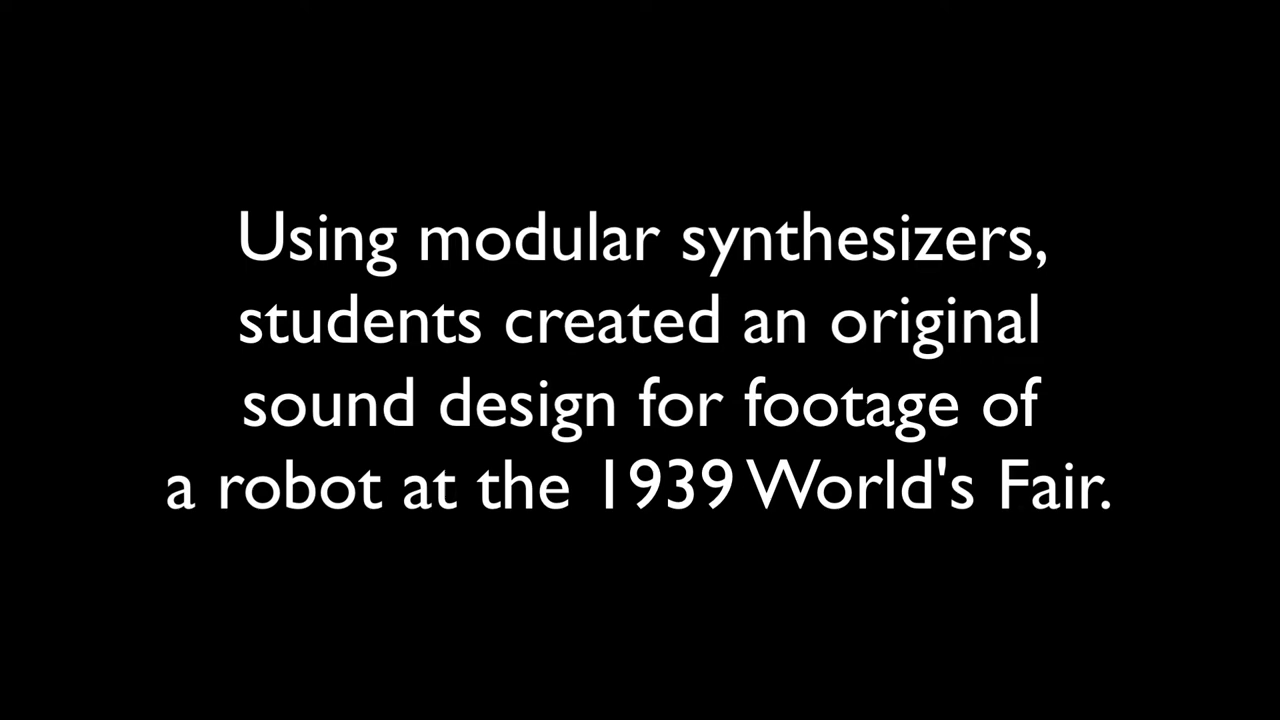 Using modular synthesizers,
students created an original
sound design for footage of
a robot at the 1939 World's Fair.